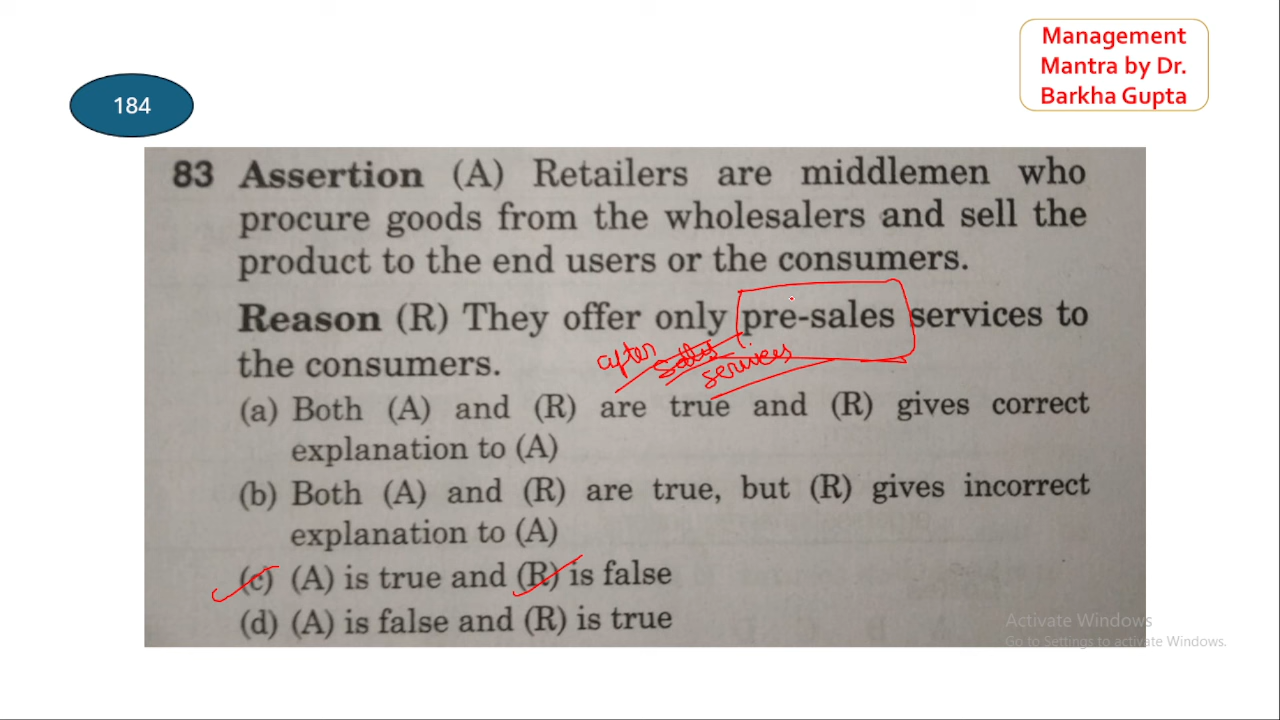 Management
Mantra by Dr.
Barkha Gupta
184
83 Assertion (A) Retailers are middlemen who
procure goods from the wholesalers and sell the
product to the end users or the consumers.
Reason (R) They offer only pre-sales services to
after sales services
the consumers.
(a) Both (A) and (R) are true and (R) gives correct
explanation to (A)
(b) Both (A) and (R) are true, but (R) gives incorrect
explanation to (A)
(c) (A) is true and (R) is false
(d) (A) is false and (R) is true
Activate Windows
Go to Settings to activate Windows.